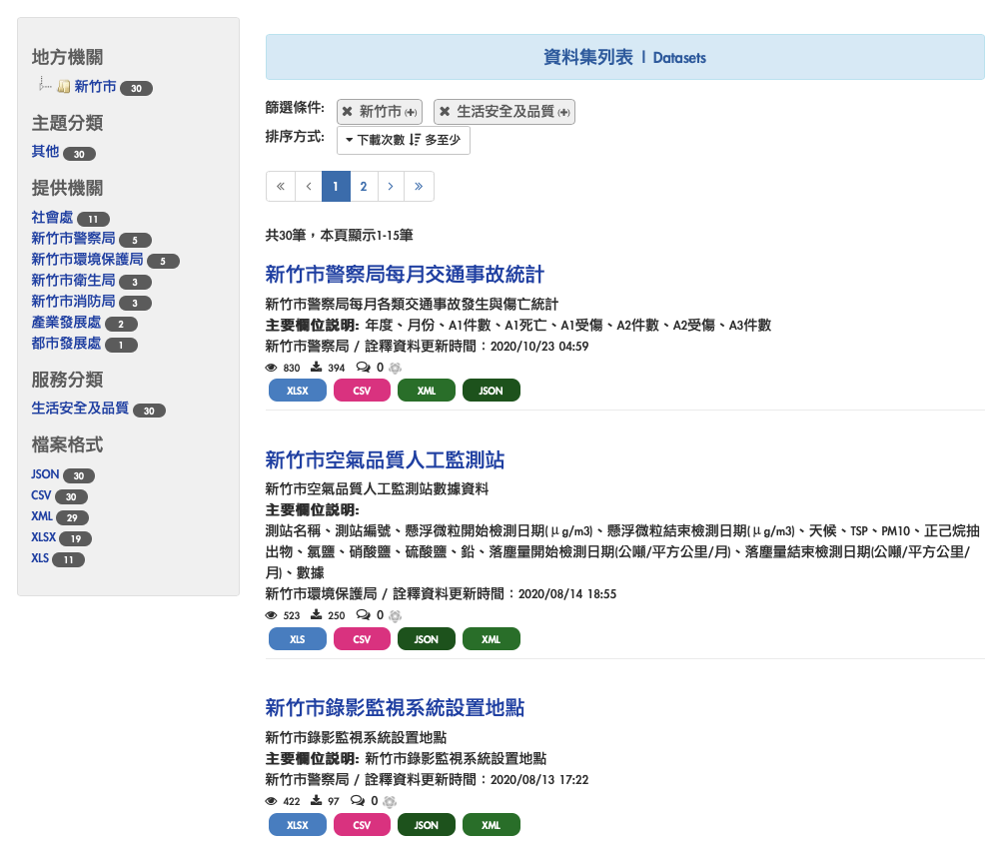 地方機關
新竹市 30
主題分類
其他 30
提供機關
社會處 11
新竹市警察局 5
新竹市環境保護局 5
新竹市衛生局 3
新竹市消防局 3
產業發展處 2
都市發展處 1
服務分類
生活安全及品質 30
檔案格式
JSON 30
CSV 30
XML 29
XLSX 19
XLS 11
資料集列表 | Datasets
篩選條件: ✖ 新竹市 (+) ✖ 生活安全及品質 (+)
排序方式: 下載次數 多至少
« ‹ 1 2 › »
共30筆，本頁顯示1-15筆
新竹市警察局每月交通事故統計
新竹市警察局每月各類交通事故發生與傷亡統計
主要欄位說明: 年度、月份、A1件數、A1死亡、A1受傷、A2件數、A2受傷、A3件數
新竹市警察局 / 詮釋資料更新時間：2020/10/23 04:59
830 394 0
XLSX CSV XML JSON
新竹市空氣品質人工監測站
新竹市空氣品質人工監測站數據資料
主要欄位說明:
測站名稱、測站編號、懸浮微粒開始檢測日期(μg/m3)、懸浮微粒結束檢測日期(μg/m3)、天候、TSP、PM10、正己烷抽
出物、氯鹽、硝酸鹽、硫酸鹽、鉛、落塵量開始檢測日期(公噸/平方公里/月)、落塵量結束檢測日期(公噸/平方公里/
月)、數據
新竹市環境保護局 / 詮釋資料更新時間：2020/08/14 18:55
523 250 0
XLS CSV JSON XML
新竹市錄影監視系統設置地點
新竹市錄影監視系統設置地點
主要欄位說明: 新竹市錄影監視系統設置地點
新竹市警察局 / 詮釋資料更新時間：2020/08/13 17:22
422 97 0
XLSX CSV JSON XML